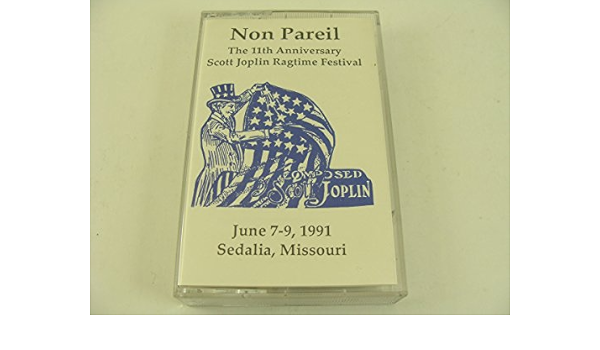 Non Pareil
The 11th Anniversary
Scott Joplin Ragtime Festival
COMPOSED
Scott JOPLIN
June 7-9, 1991
Sedalia, Missouri